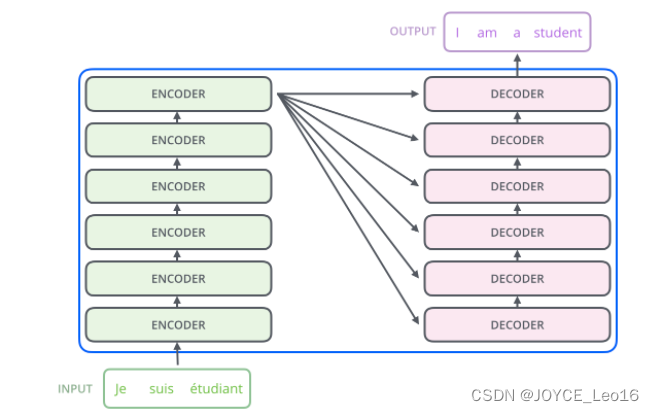 OUTPUT I am a student
ENCODER DECODER
ENCODER DECODER
ENCODER DECODER
ENCODER DECODER
ENCODER DECODER
ENCODER DECODER
INPUT Je suis étudiant
CSDN @JOYCE_Leo16